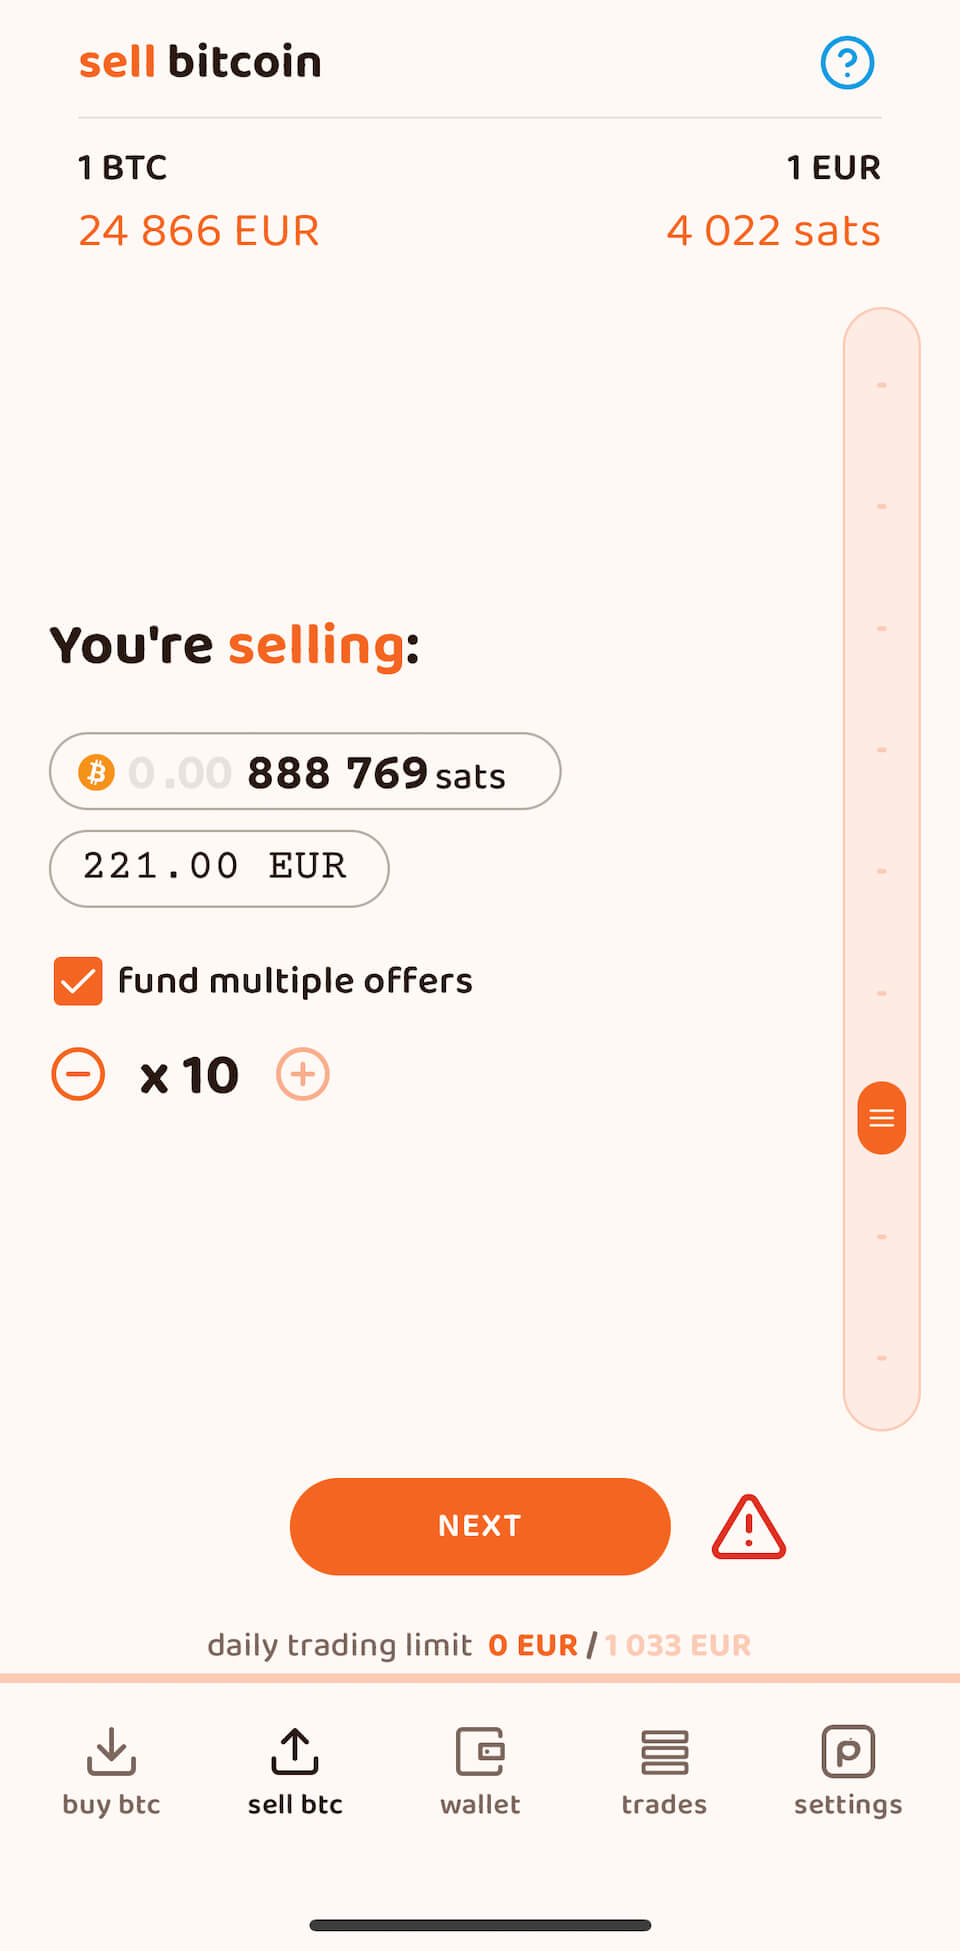 sell bitcoin
1 BTC 1 EUR
24 866 EUR 4 022 sats
You're selling:
0.00 888 769 sats
221.00 EUR
fund multiple offers
x 10
NEXT
daily trading limit 0 EUR / 1 033 EUR
buy btc sell btc wallet trades settings